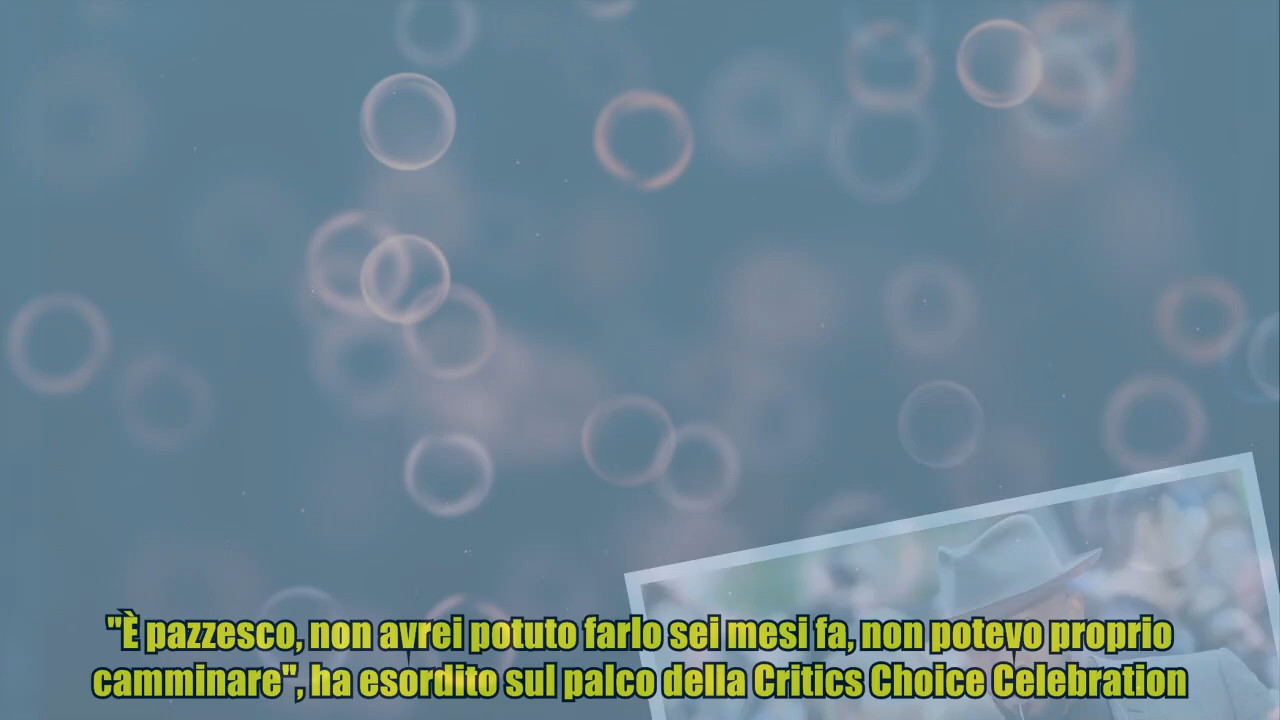 "È pazzesco, non avrei potuto farlo sei mesi fa, non potevo proprio
camminare", ha esordito sul palco della Critics Choice Celebration